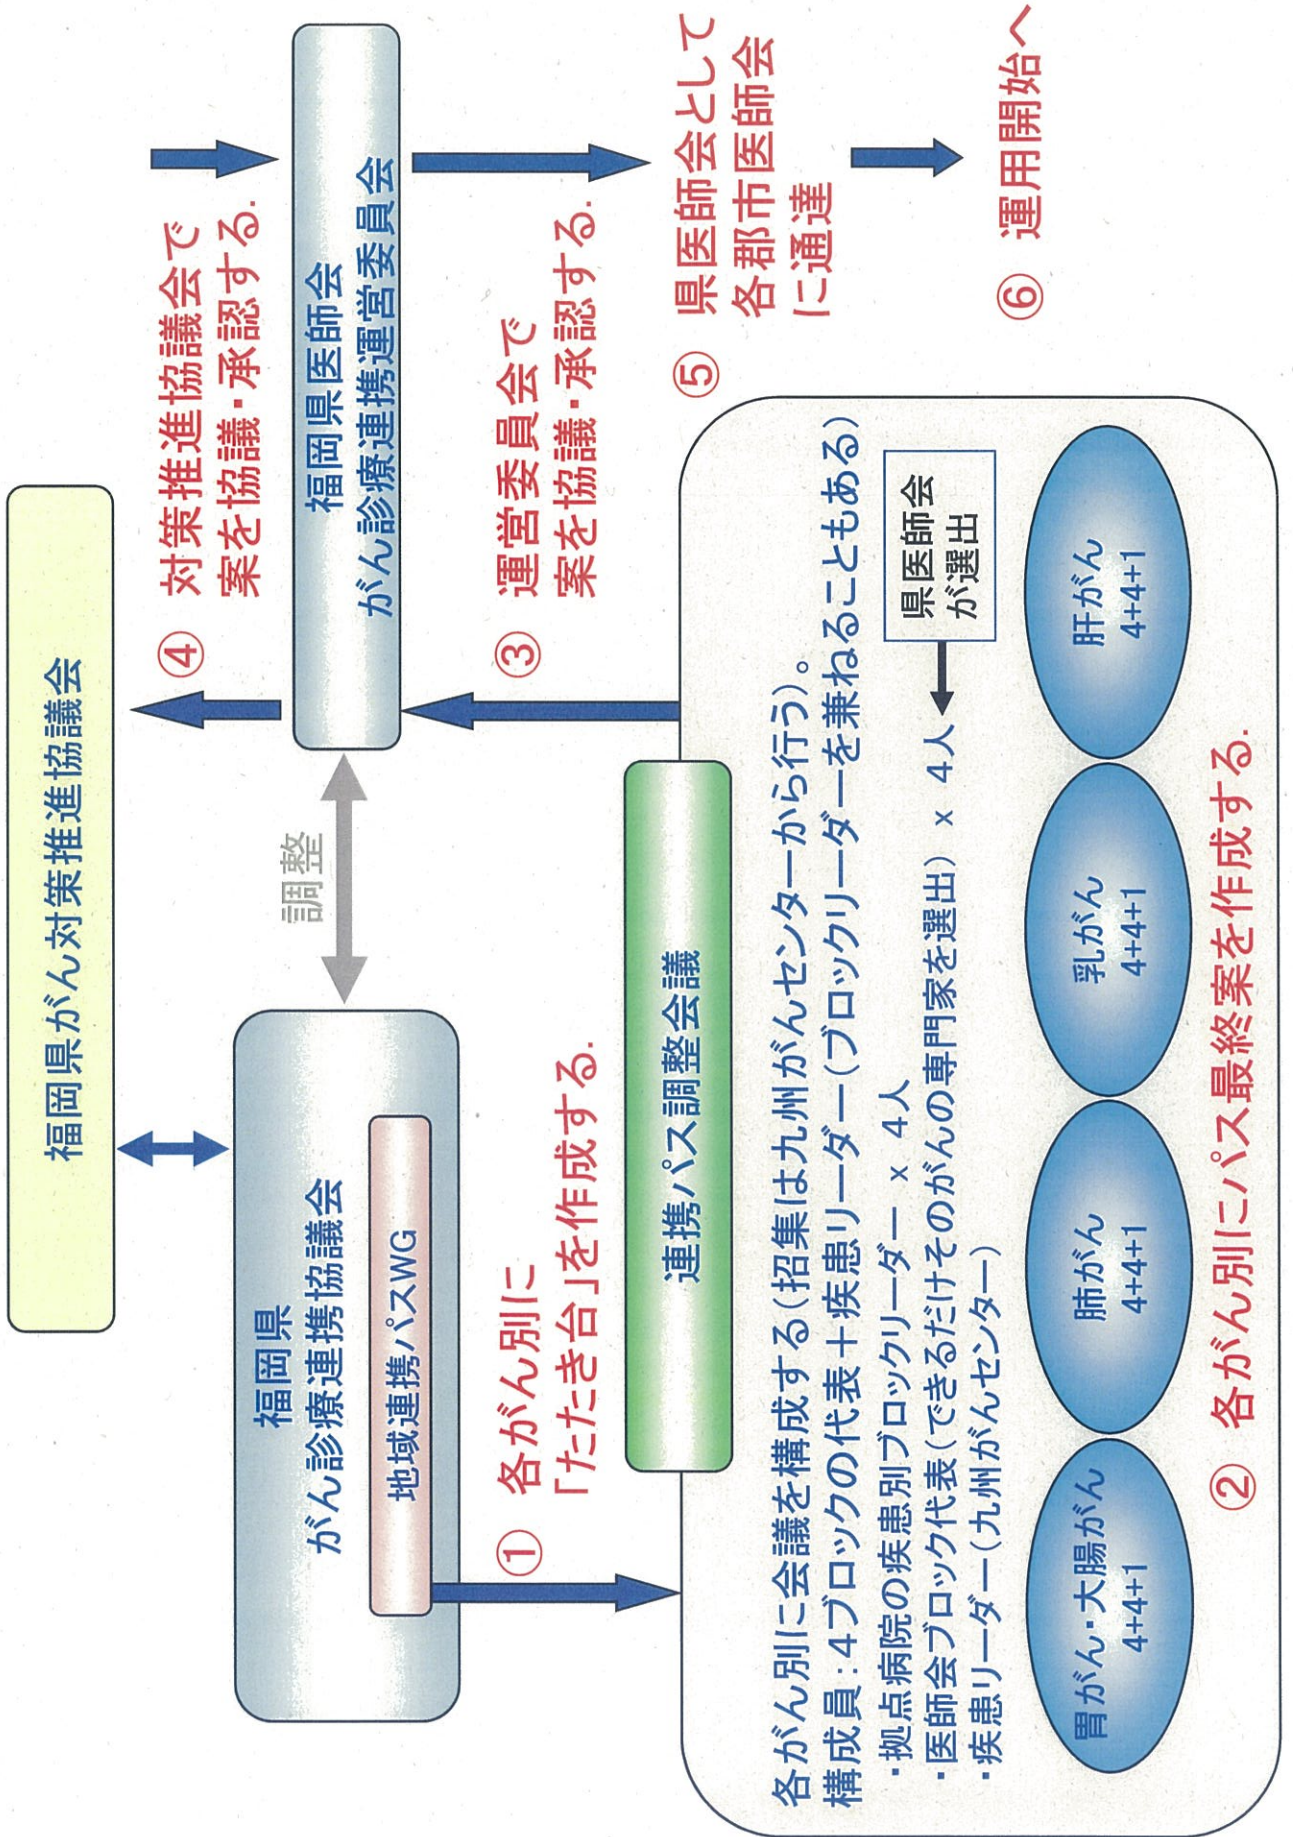 福岡県がん対策推進協議会
福岡県
がん診療連携協議会
地域連携パスWG
調整
福岡県医師会
がん診療連携運営委員会
④ 対策推進協議会で
案を協議・承認する.
① 各がん別に
「たたき台」を作成する.
③ 運営委員会で
案を協議・承認する.
⑤ 県医師会として
各郡市医師会
に通達
⑥ 運用開始へ
連携パス調整会議
各がん別に会議を構成する(招集は九州がんセンターから行う)。
構成員:4ブロックの代表+疾患リーダー(ブロックリーダーを兼ねることもある)
・拠点病院の疾患別ブロックリーダー x 4人
・医師会ブロック代表(できるだけそのがんの専門家を選出) x 4人
・疾患リーダー(九州がんセンター)
県医師会
が選出
胃がん・大腸がん
4+4+1
肺がん
4+4+1
乳がん
4+4+1
肝がん
4+4+1
② 各がん別にパス最終案を作成する.